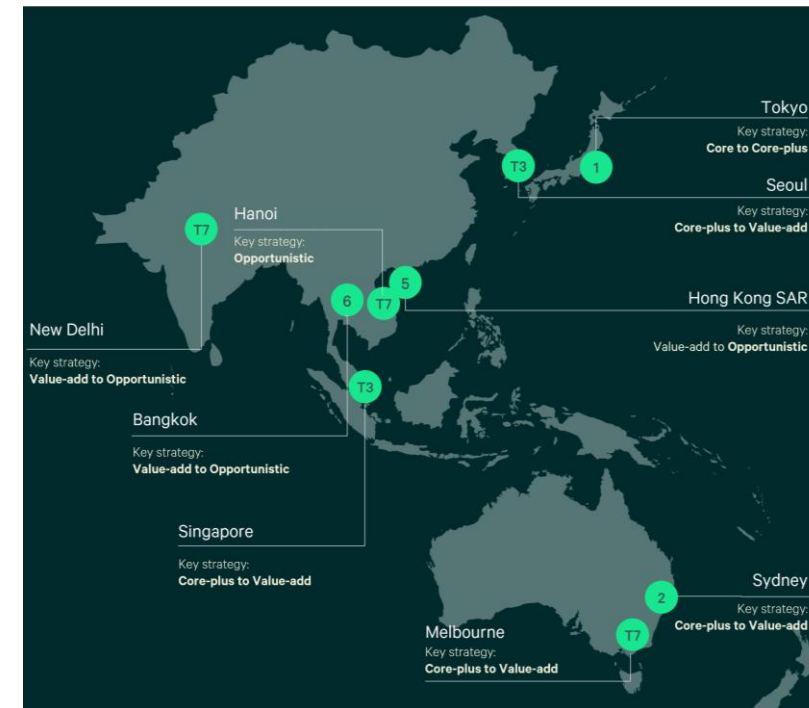 Tokyo
Key strategy:
Core to Core-plus
1
T3
Seoul
Key strategy:
Core-plus to Value-add
T7
Hanoi
Key strategy:
Opportunistic
5
6
T7
Hong Kong SAR
Key strategy:
Value-add to Opportunistic
New Delhi
Key strategy:
Value-add to Opportunistic
T3
Bangkok
Key strategy:
Value-add to Opportunistic
Singapore
Key strategy:
Core-plus to Value-add
2
Sydney
Key strategy:
Core-plus to Value-add
T7
Melbourne
Key strategy:
Core-plus to Value-add